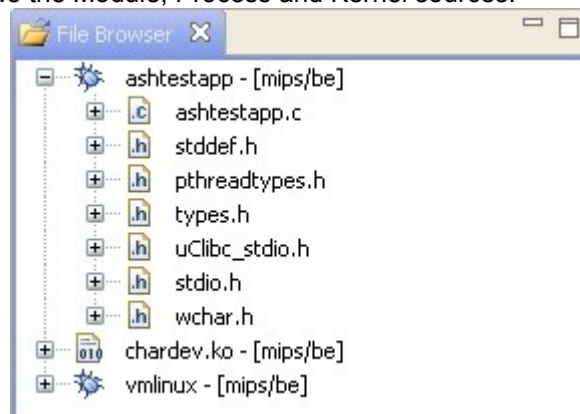 the Module, Process and Kernel sources.
File Browser
ashtestapp - [mips/be]
.c ashtestapp.c
.h stddef.h
.h pthreadtypes.h
.h types.h
.h uClibc_stdio.h
.h stdio.h
.h wchar.h
010 chardev.ko - [mips/be]
vmlinux - [mips/be]